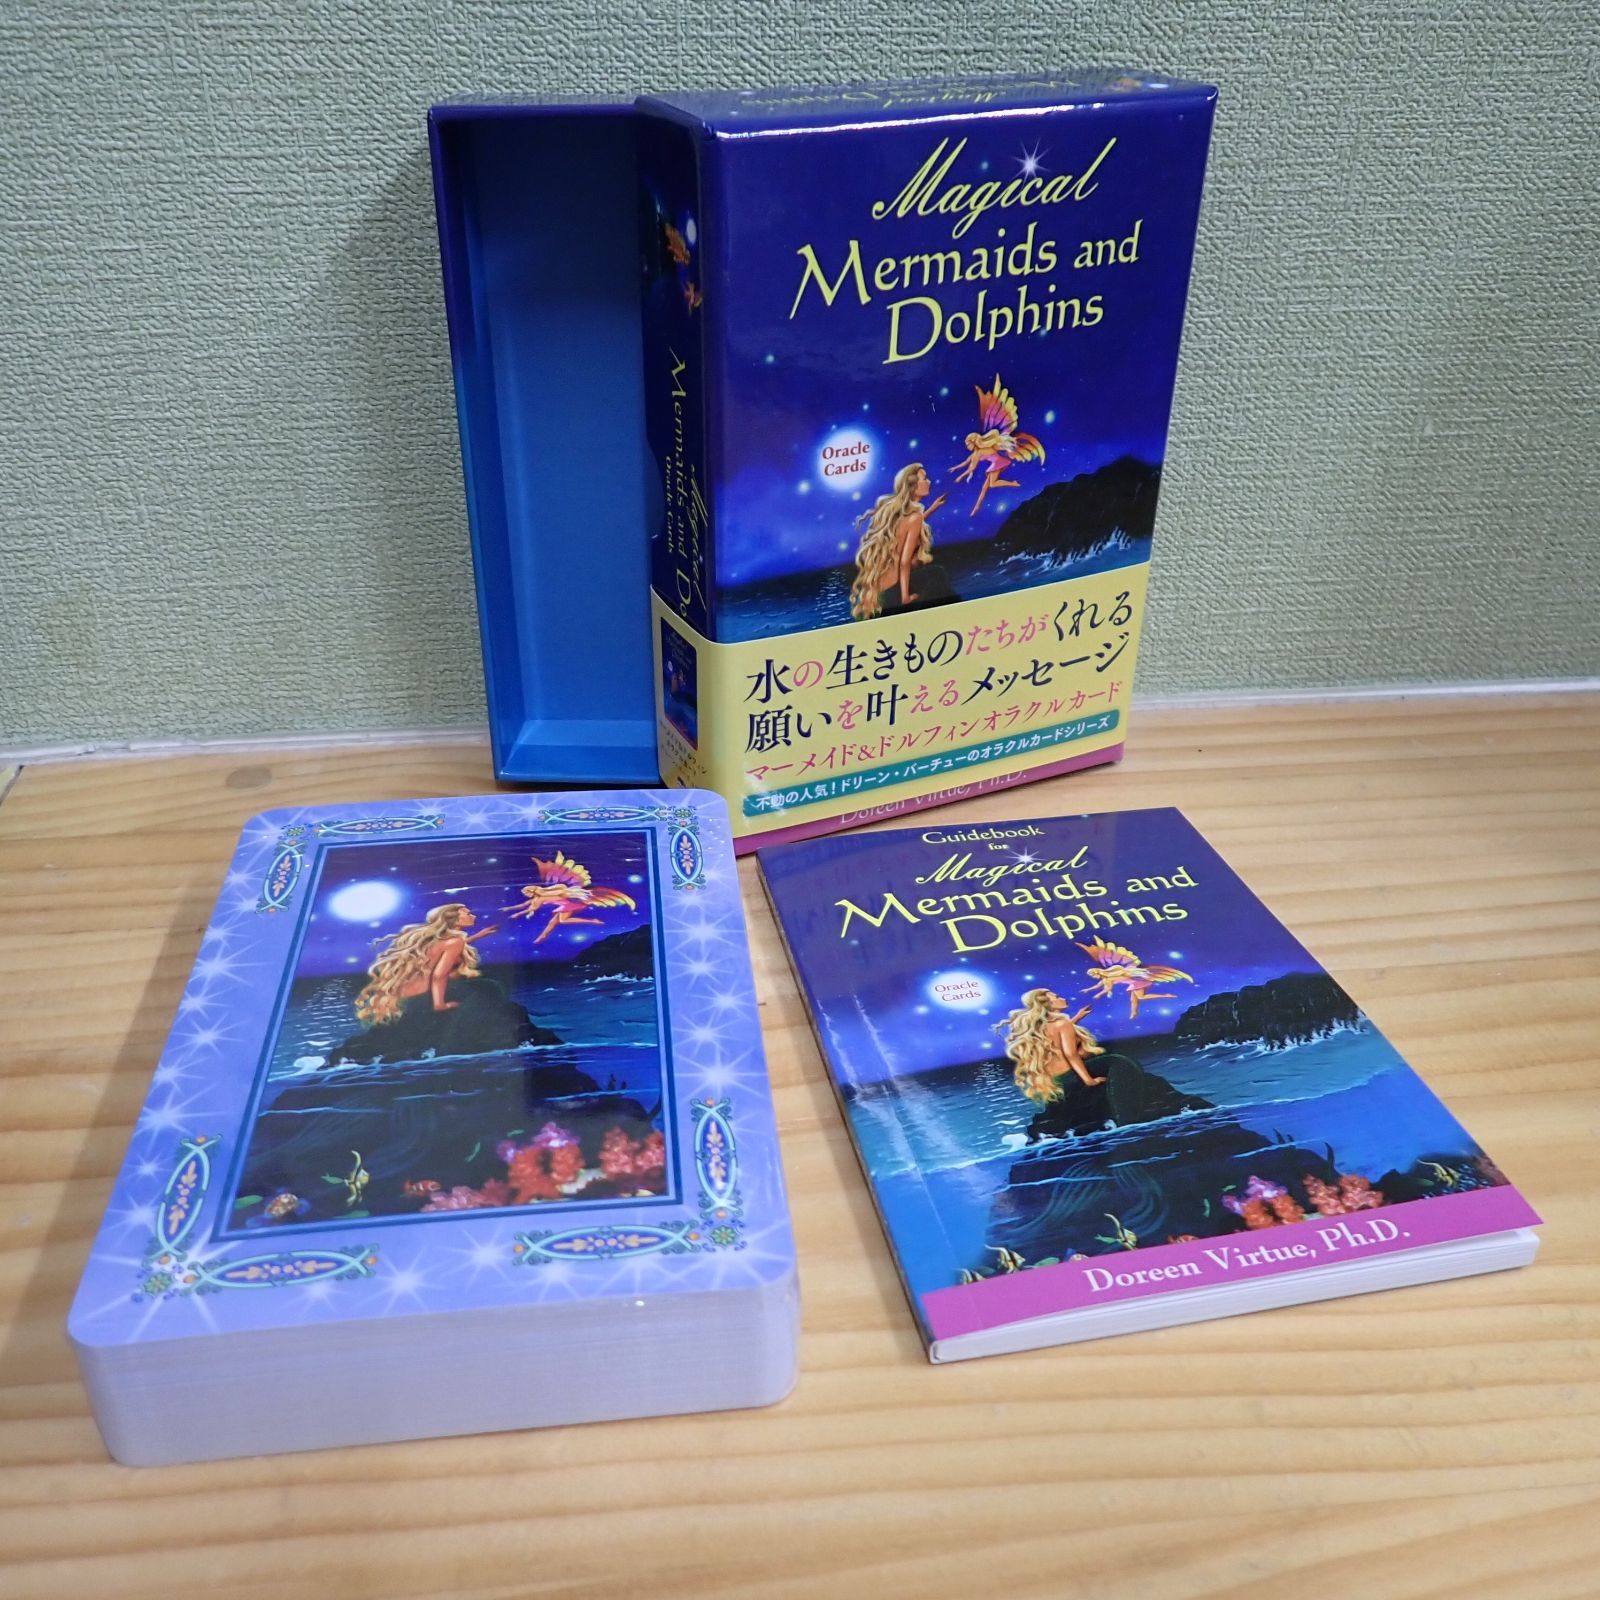 Magical
Mermaids and
Dolphins
Oracle
Cards
水の生きものたちがくれる
願いを叶えるメッセージ
マーメイド&ドルフィンオラクルカード
不動の人気!ドリーン・バーチューのオラクルカードシリーズ
Doreen Virtue, Ph.D.
Magical
Mermaids and Do
Oracle Cards
Guidebook
for
Magical
Mermaids and
Dolphins
Oracle
Cards
Doreen Virtue, Ph.D.